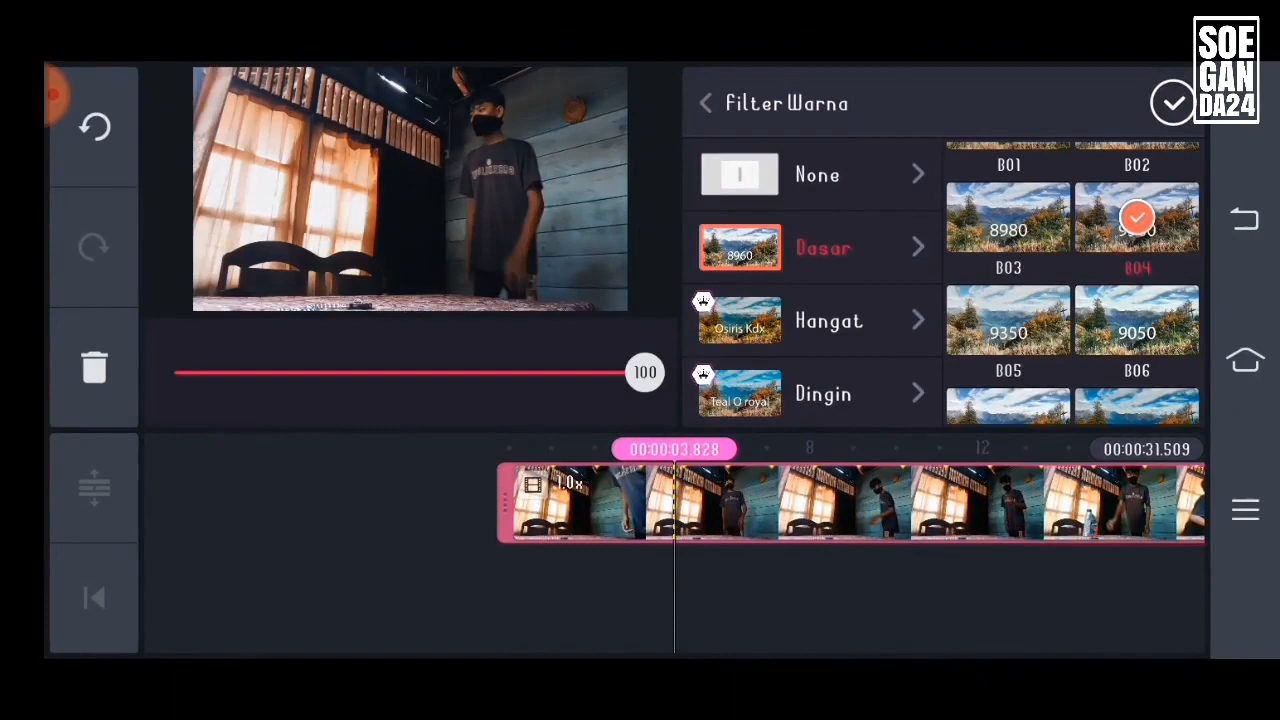 SOE
GAN
DA24
Filter Warna
None
Dasar
8960
Hangat
Osiris Kdx
Dingin
Teal O royal
B01
B02
8980
B03
B04
9350
9050
B05
B06
100
00:00:03.828
8
12
00:00:31.509
1.0x